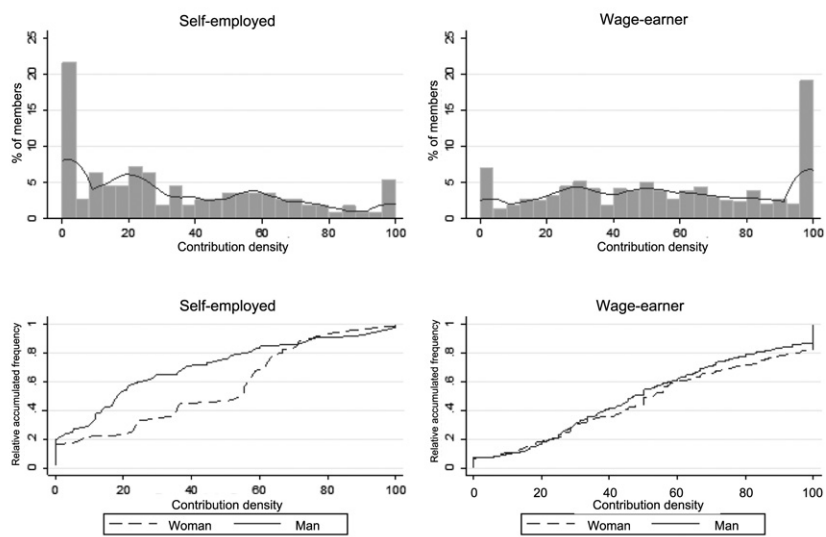 Self-employed
Wage-earner
% of members
25
20
15
10
5
0
0 20 40 60 80 100
Contribution density
% of members
25
20
15
10
5
0
0 20 40 60 80 100
Contribution density
Self-employed
Wage-earner
Relative accumulated frequency
1
.8
.6
.4
.2
0
0 20 40 60 80 100
Contribution density
Woman Man
Relative accumulated frequency
1
.8
.6
.4
.2
0
0 20 40 60 80 100
Contribution density
Woman Man